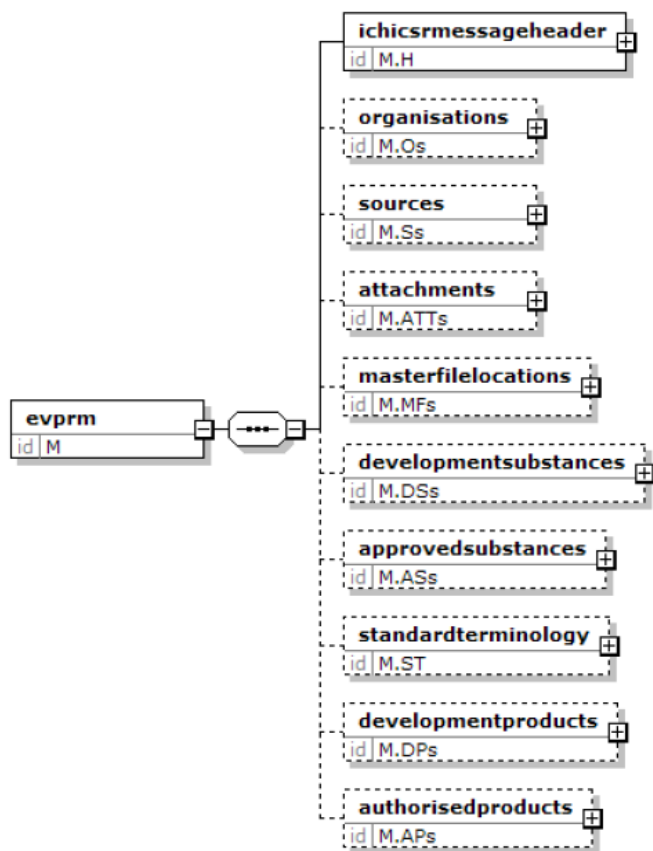 ichicsrmessageheader
id M.H
organisations
id M.Os
sources
id M.Ss
attachments
id M.ATTs
masterfilelocations
id M.MFs
evprm
id M
developmentsubstances
id M.DSs
approvedsubstances
id M.ASs
standardterminology
id M.ST
developmentproducts
id M.DPs
authorisedproducts
id M.APs